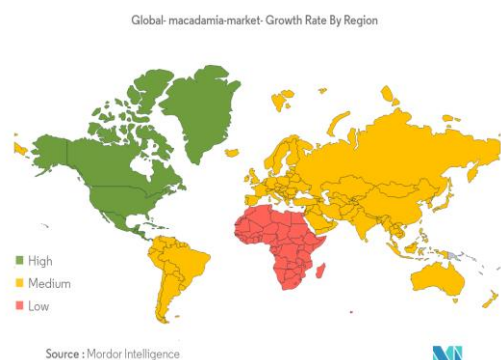 Global- macadamia-market- Growth Rate By Region
High
Medium
Low
Source : Mordor Intelligence